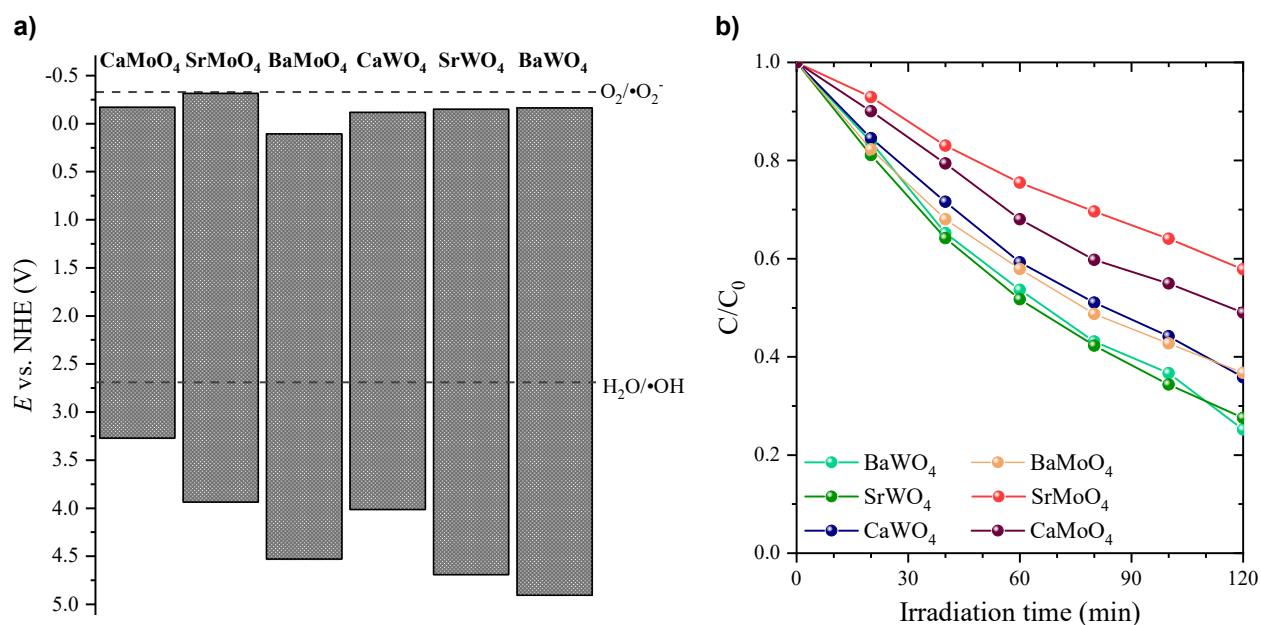 a)
CaMoO₄ SrMoO₄ BaMoO₄ CaWO₄ SrWO₄ BaWO₄
-0.5
0.0
0.5
1.0
1.5
2.0
2.5
3.0
3.5
4.0
4.5
5.0
E vs. NHE (V)
O₂/•O₂⁻
H₂O/•OH
b)
1.0
0.8
0.6
0.4
0.2
0.0
C/C₀
BaWO₄ BaMoO₄
SrWO₄ SrMoO₄
CaWO₄ CaMoO₄
0 30 60 90 120
Irradiation time (min)